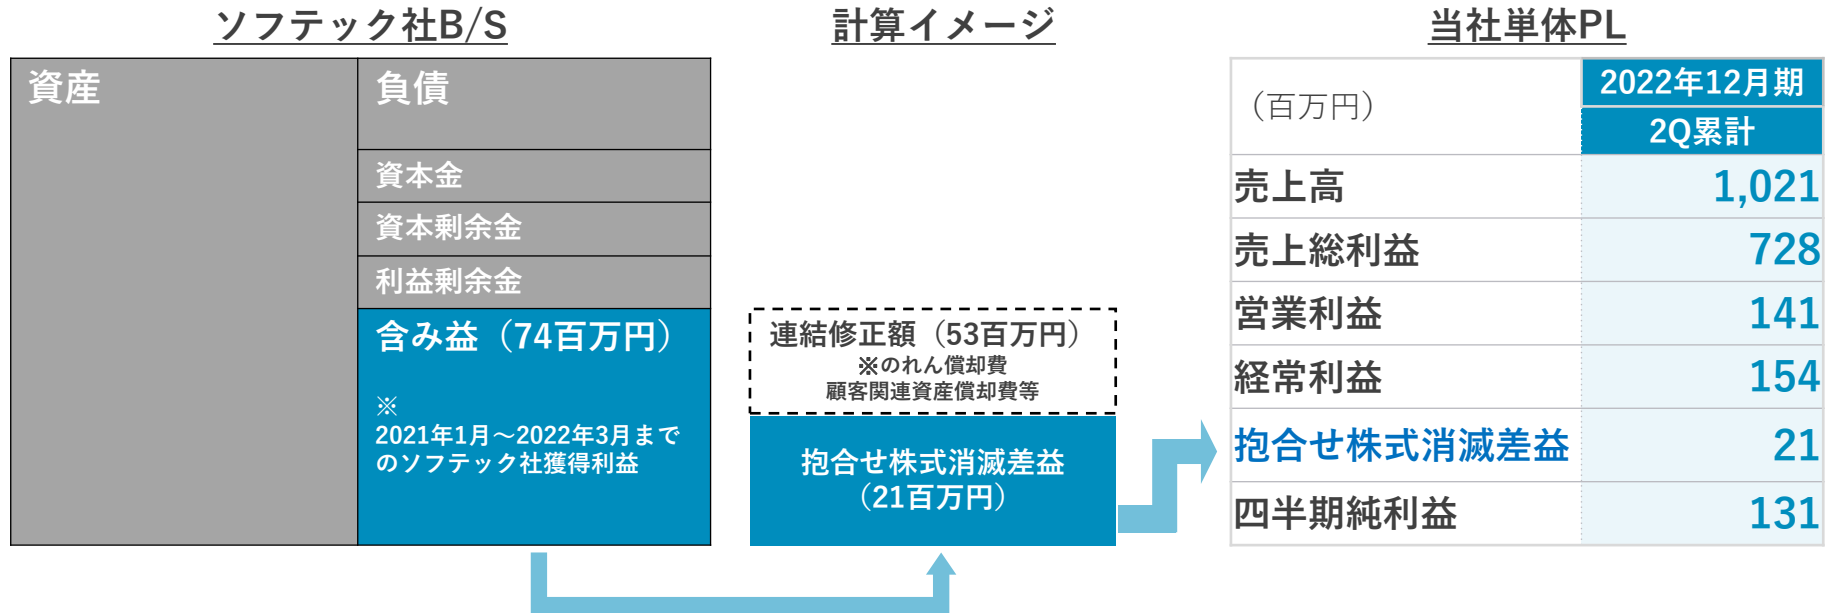 ソフテック社B/S
資産
負債
資本金
資本剰余金
利益剰余金
含み益（74百万円）
※
2021年1月～2022年3月まで
のソフテック社獲得利益
計算イメージ
連結修正額（53百万円）
※のれん償却費
顧客関連資産償却費等
抱合せ株式消滅差益
（21百万円）
当社単体PL
（百万円） 2022年12月期
2Q累計
売上高 1,021
売上総利益 728
営業利益 141
経常利益 154
抱合せ株式消滅差益 21
四半期純利益 131